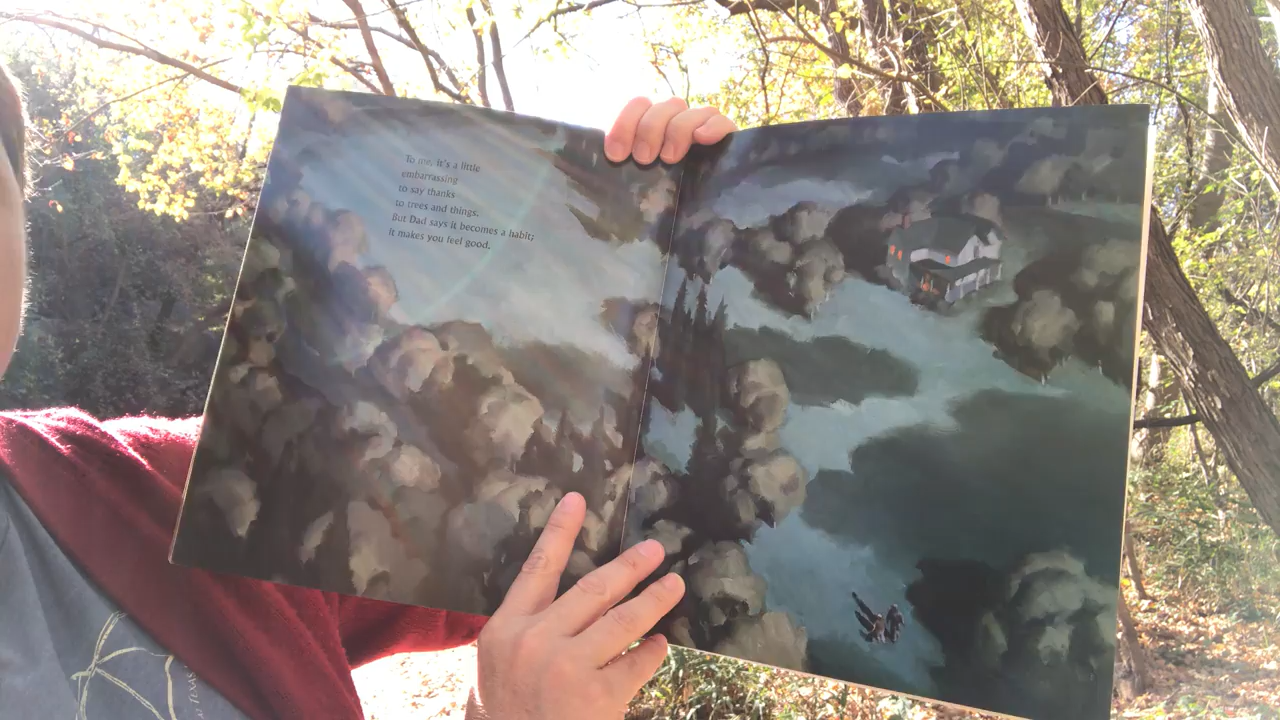 To me, it's a little
embarrassing
to say thanks
to trees and things.
But Dad says it becomes a habit;
it makes you feel good.
TEXAS